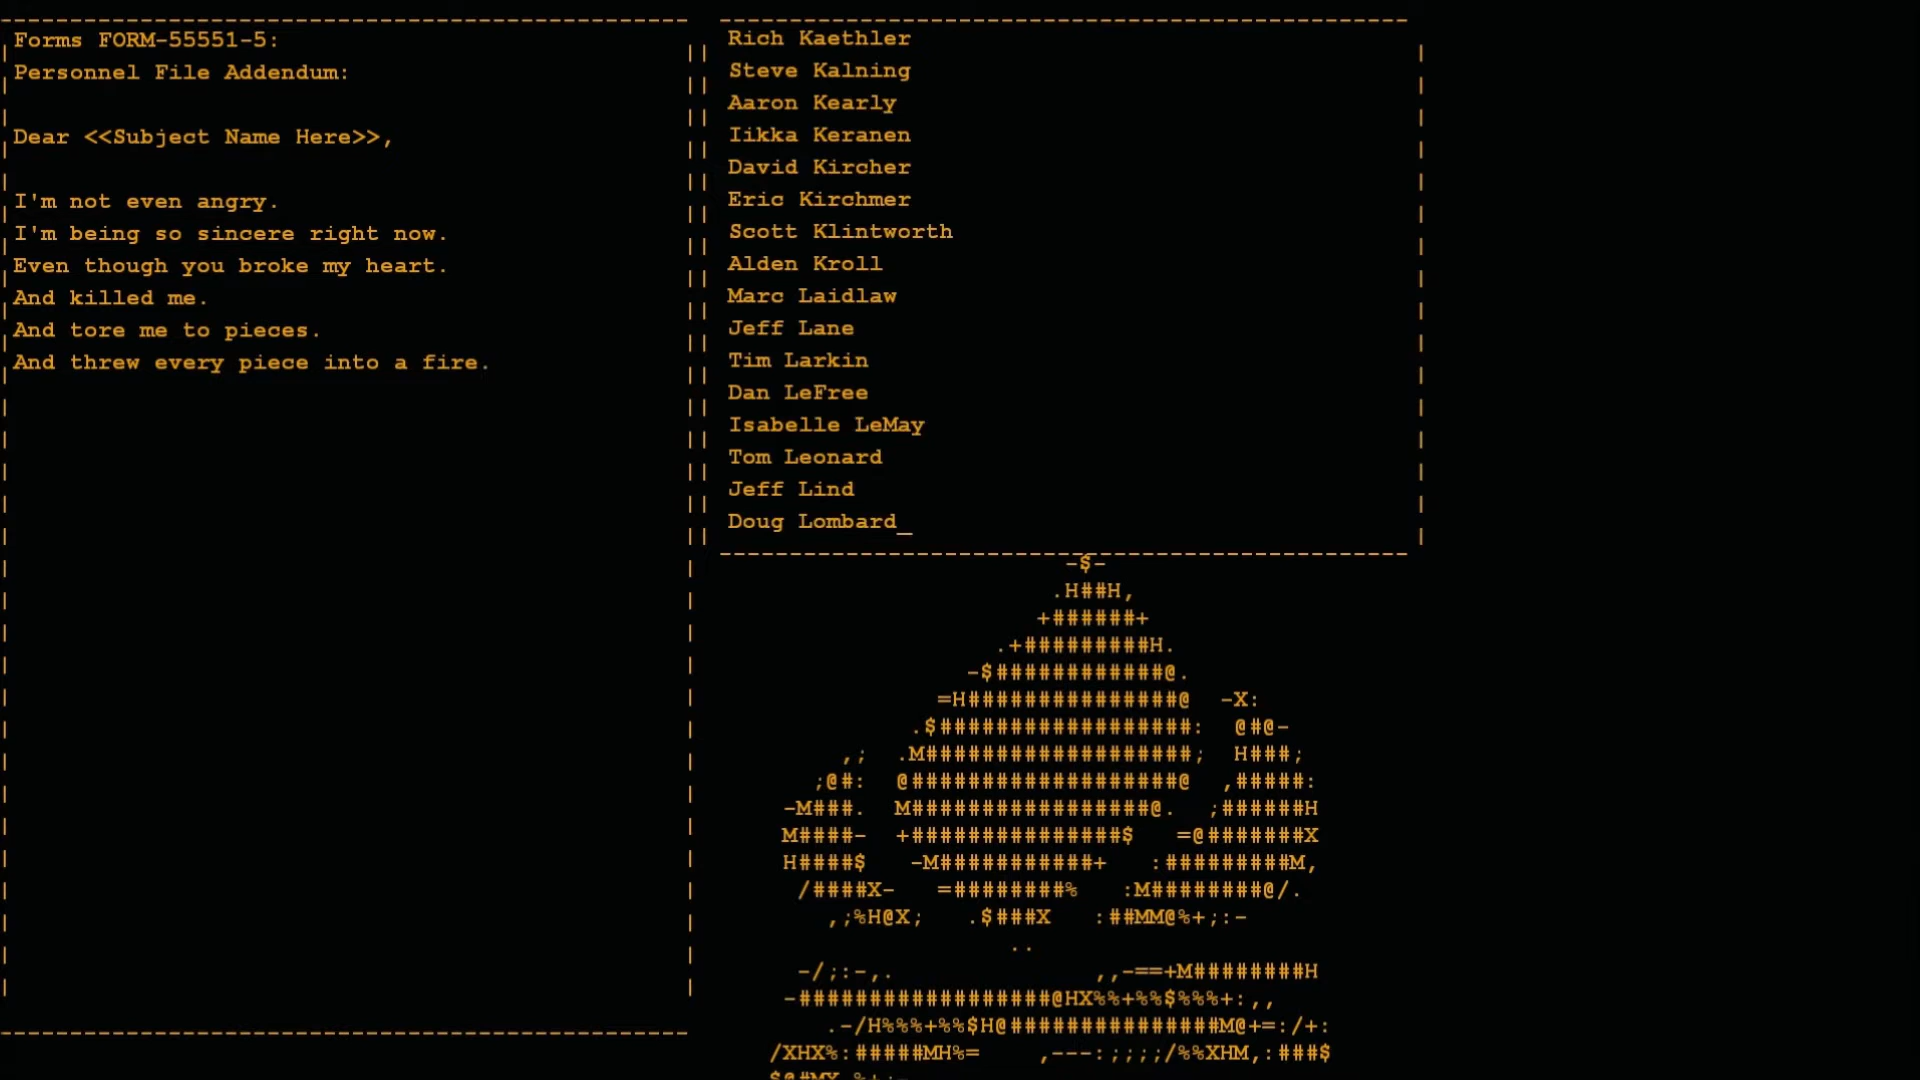 Forms FORM-55551-5:
Personnel File Addendum:
Dear <<Subject Name Here>>,
I'm not even angry.
I'm being so sincere right now.
Even though you broke my heart.
And killed me.
And tore me to pieces.
And threw every piece into a fire.
Rich Kaethler
Steve Kalning
Aaron Kearly
Iikka Keranen
David Kircher
Eric Kirchmer
Scott Klintworth
Alden Kroll
Marc Laidlaw
Jeff Lane
Tim Larkin
Dan LeFree
Isabelle LeMay
Tom Leonard
Jeff Lind
Doug Lombard_